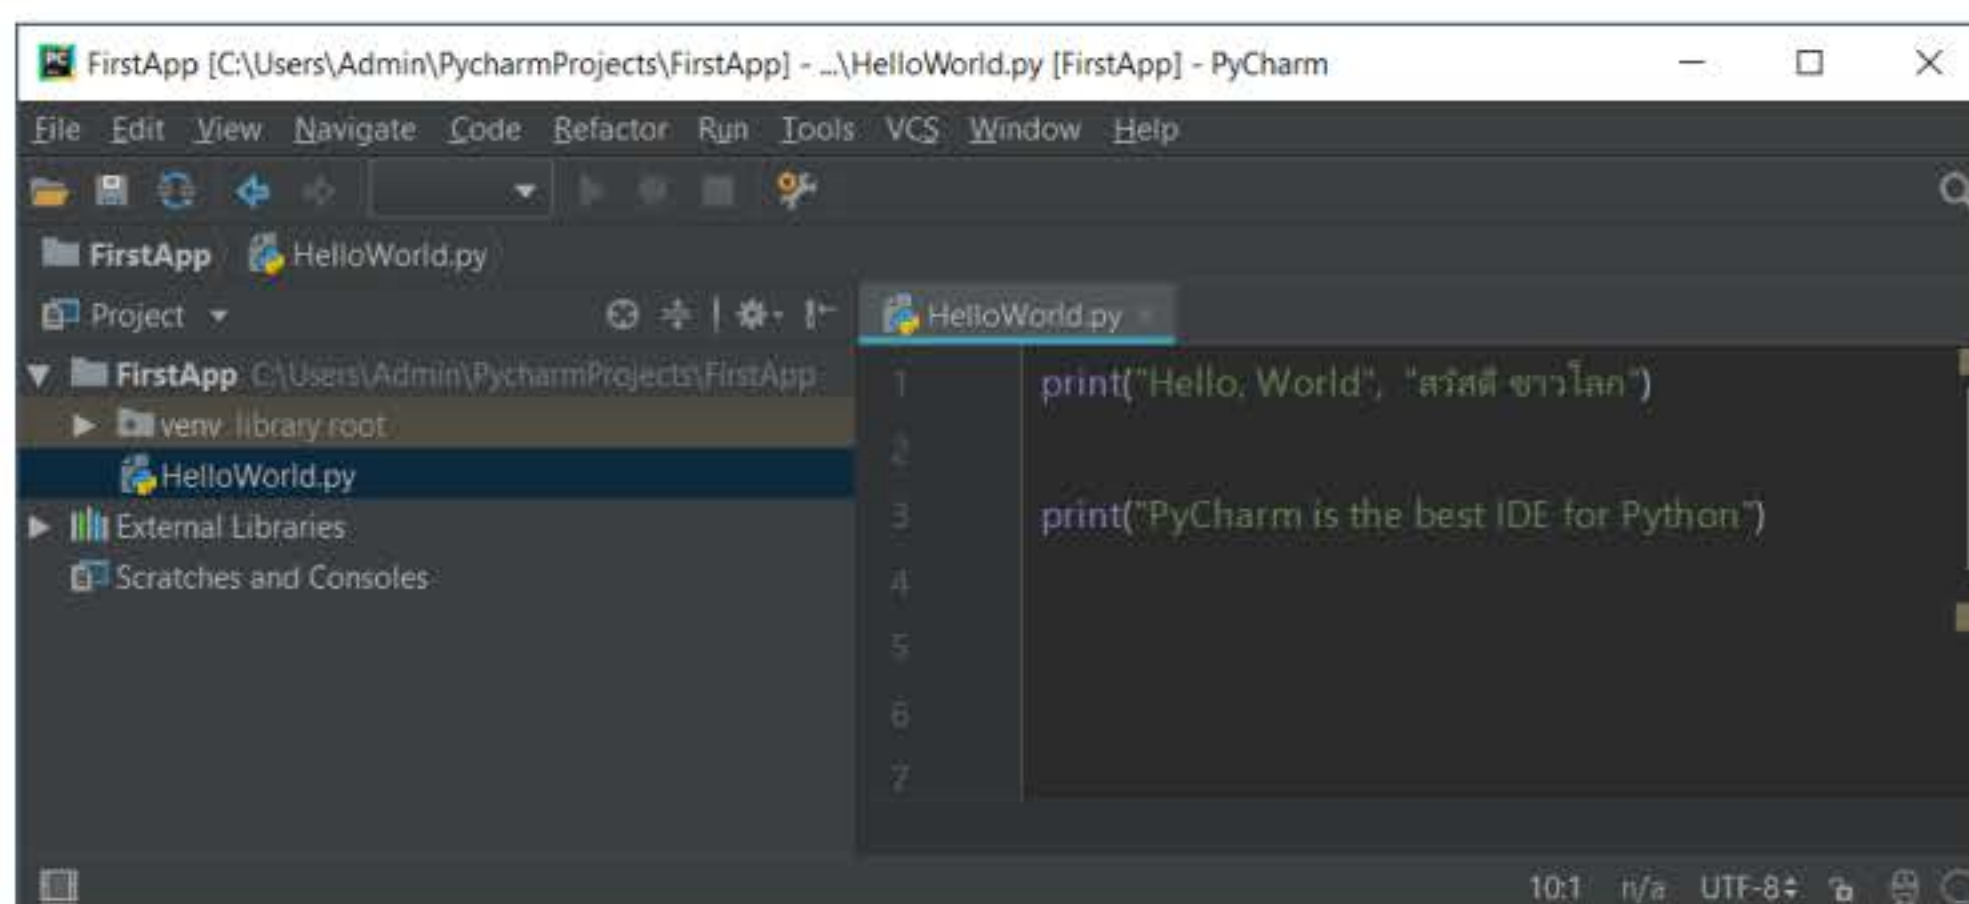 FirstApp [C:\Users\Admin\PycharmProjects\FirstApp] - ...\HelloWorld.py [FirstApp] - PyCharm
File Edit View Navigate Code Refactor Run Tools VCS Window Help
FirstApp HelloWorld.py
Project
HelloWorld.py
FirstApp C:\Users\Admin\PycharmProjects\FirstApp
venv library root
HelloWorld.py
External Libraries
Scratches and Consoles
1 print("Hello, World", "สวัสดี ชาวโลก")
2
3 print("PyCharm is the best IDE for Python")
4
5
6
7
10:1 n/a UTF-8